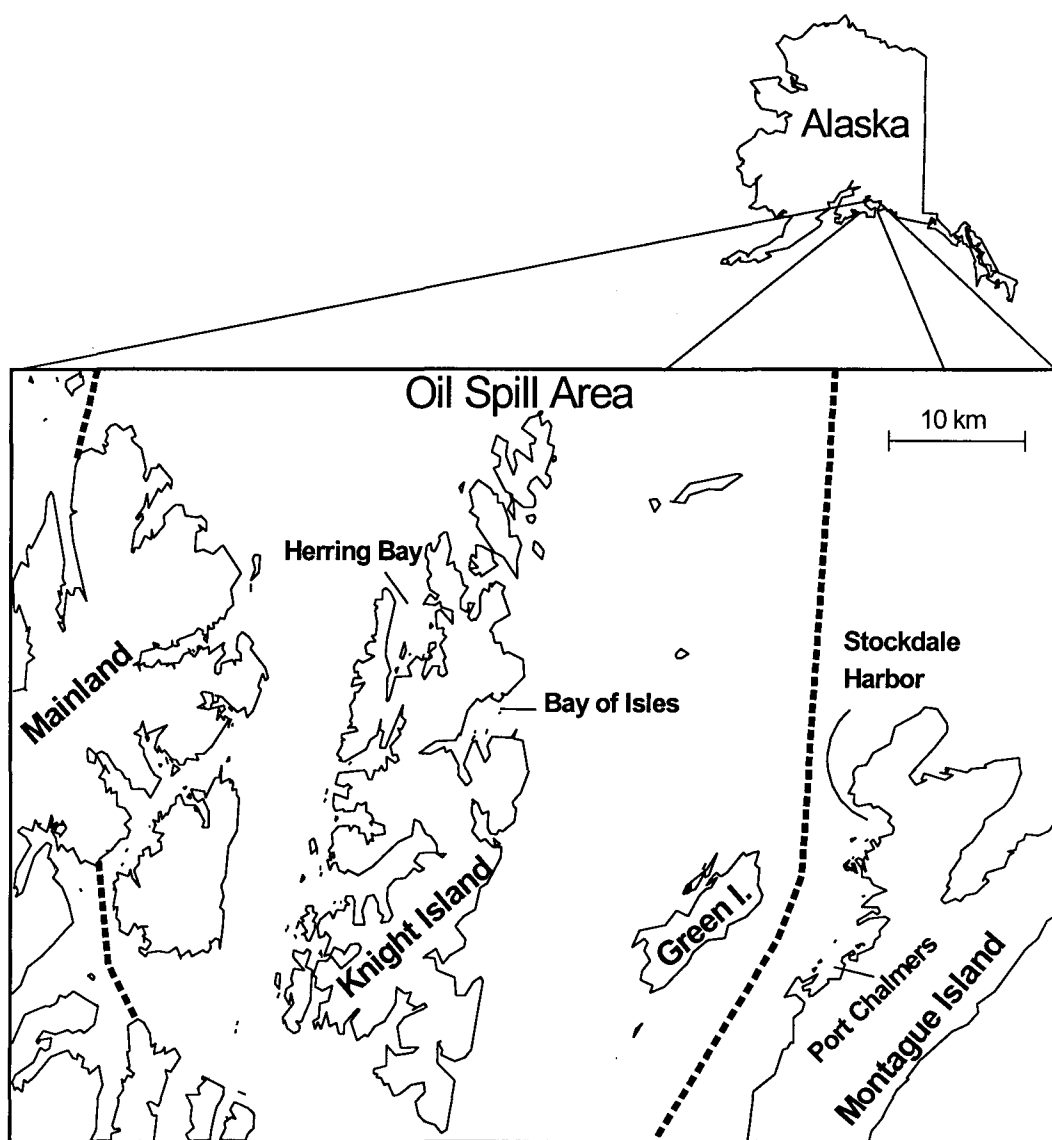 Alaska
Oil Spill Area
10 km
Herring Bay
Stockdale
Harbor
Mainland
Bay of Isles
Knight Island
Green I.
Port Chalmers
Montague Island